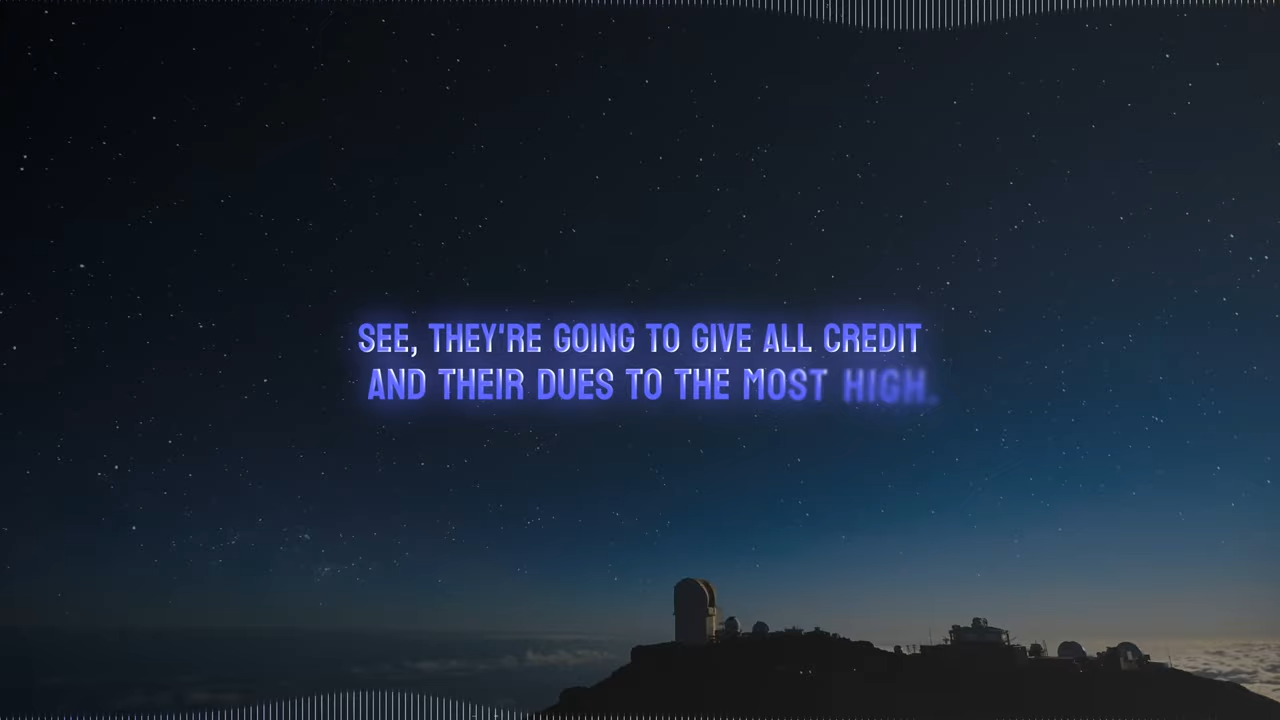 SEE, THEY'RE GOING TO GIVE ALL CREDIT
AND THEIR DUES TO THE MOST HIGH.